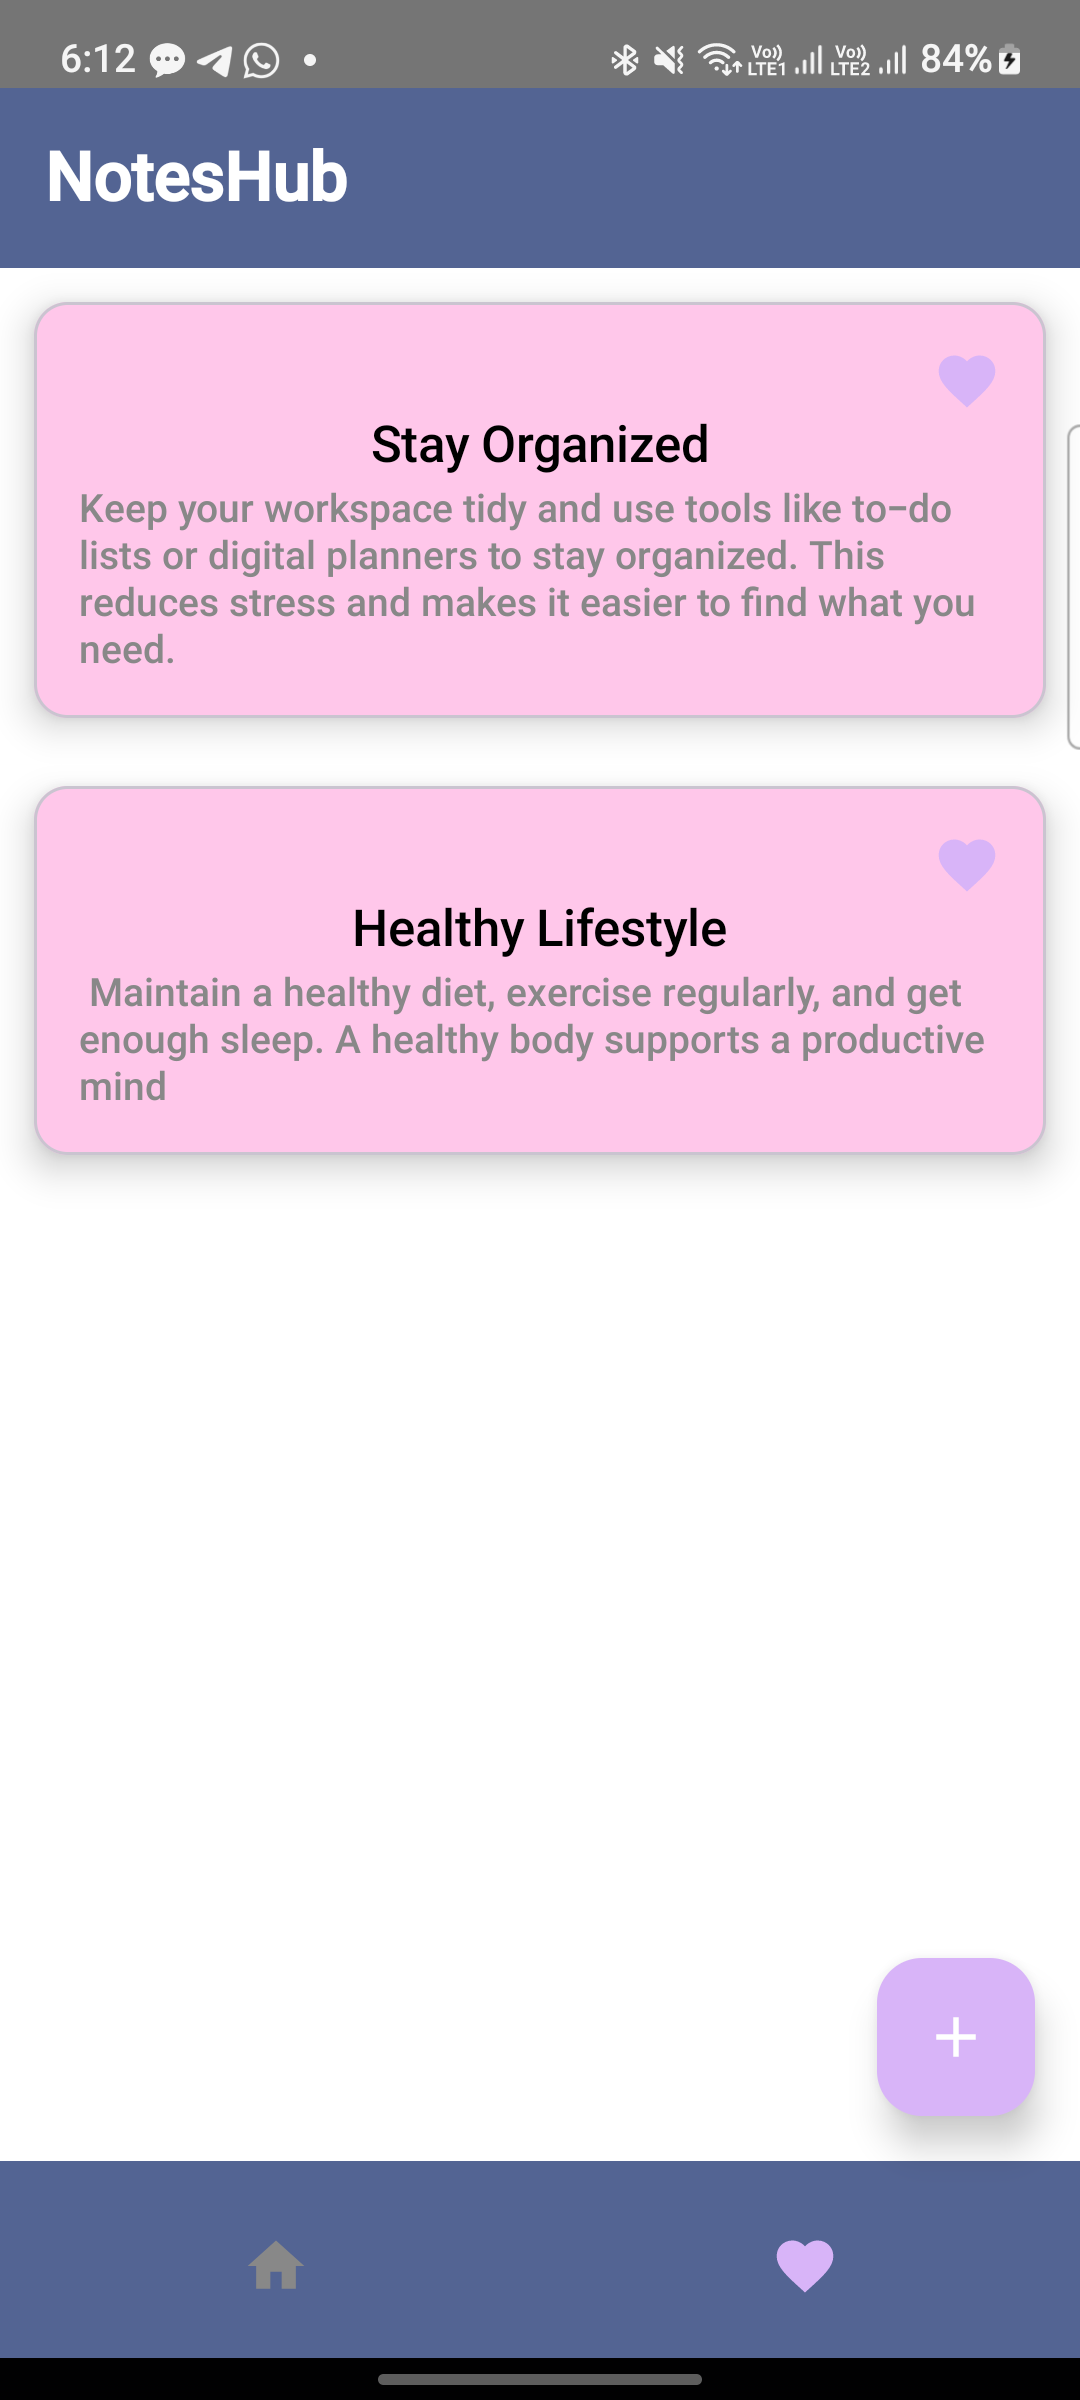 6:12
Vo)) LTE1 Vo)) LTE2 84%
NotesHub
Stay Organized
Keep your workspace tidy and use tools like to-do
lists or digital planners to stay organized. This
reduces stress and makes it easier to find what you
need.
Healthy Lifestyle
Maintain a healthy diet, exercise regularly, and get
enough sleep. A healthy body supports a productive
mind